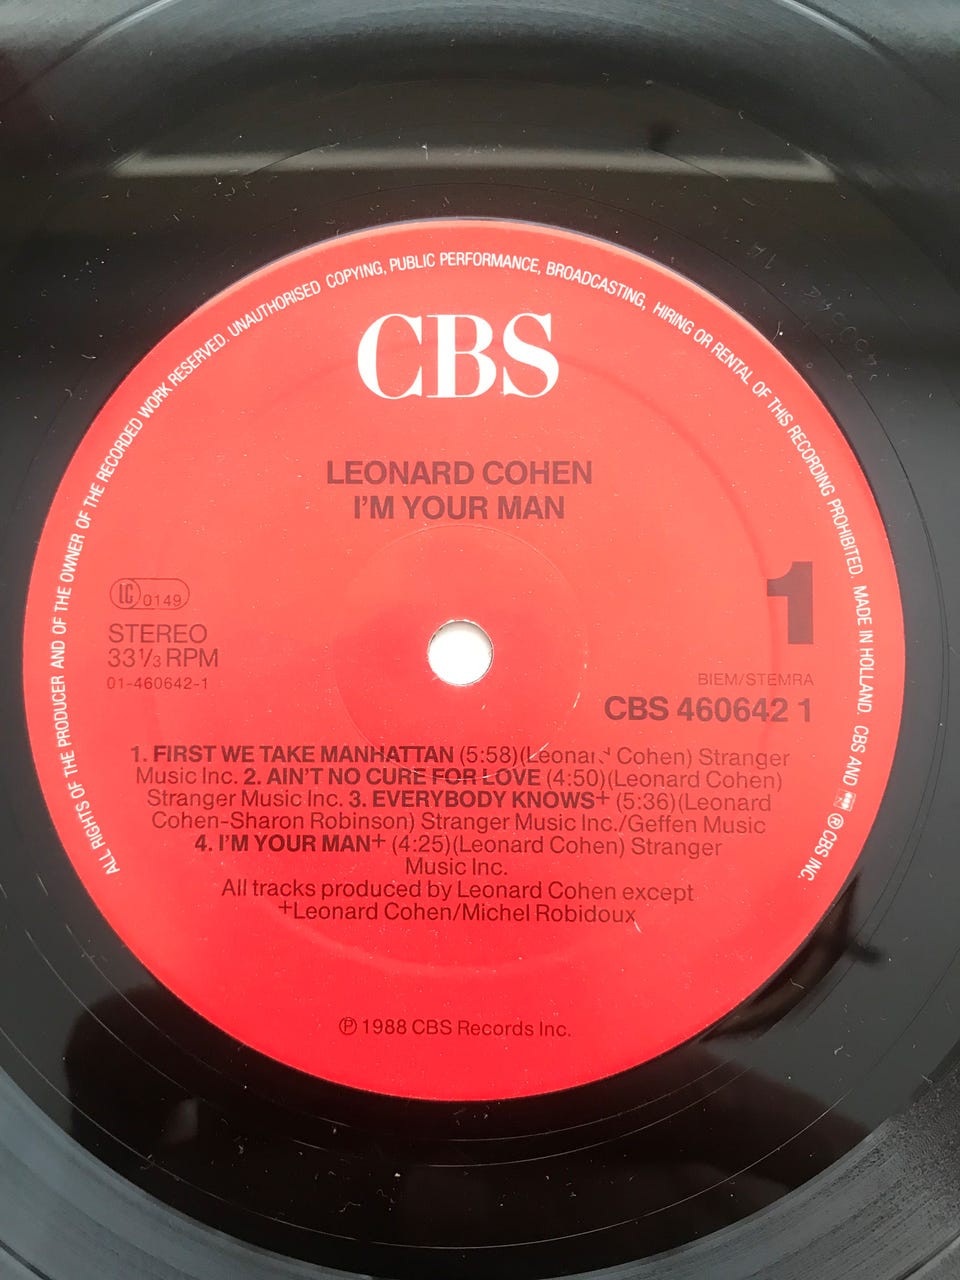 ALL RIGHTS OF THE PRODUCER AND OF THE OWNER OF THE RECORDED WORK RESERVED. UNAUTHORISED COPYING, PUBLIC PERFORMANCE, BROADCASTING, HIRING OR RENTAL OF THIS RECORDING PROHIBITED. MADE IN HOLLAND. CBS AND ® CBS INC.
CBS
LEONARD COHEN
I'M YOUR MAN
1
LC 0149
STEREO
33⅓ RPM
01-460642-1
BIEM/STEMRA
CBS 460642 1
1. FIRST WE TAKE MANHATTAN (5:58)(Leonard Cohen) Stranger
Music Inc. 2. AIN'T NO CURE FOR LOVE (4:50)(Leonard Cohen)
Stranger Music Inc. 3. EVERYBODY KNOWS+ (5:36)(Leonard
Cohen-Sharon Robinson) Stranger Music Inc./Geffen Music
4. I'M YOUR MAN+ (4:25)(Leonard Cohen) Stranger
Music Inc.
All tracks produced by Leonard Cohen except
+Leonard Cohen/Michel Robidoux
℗ 1988 CBS Records Inc.